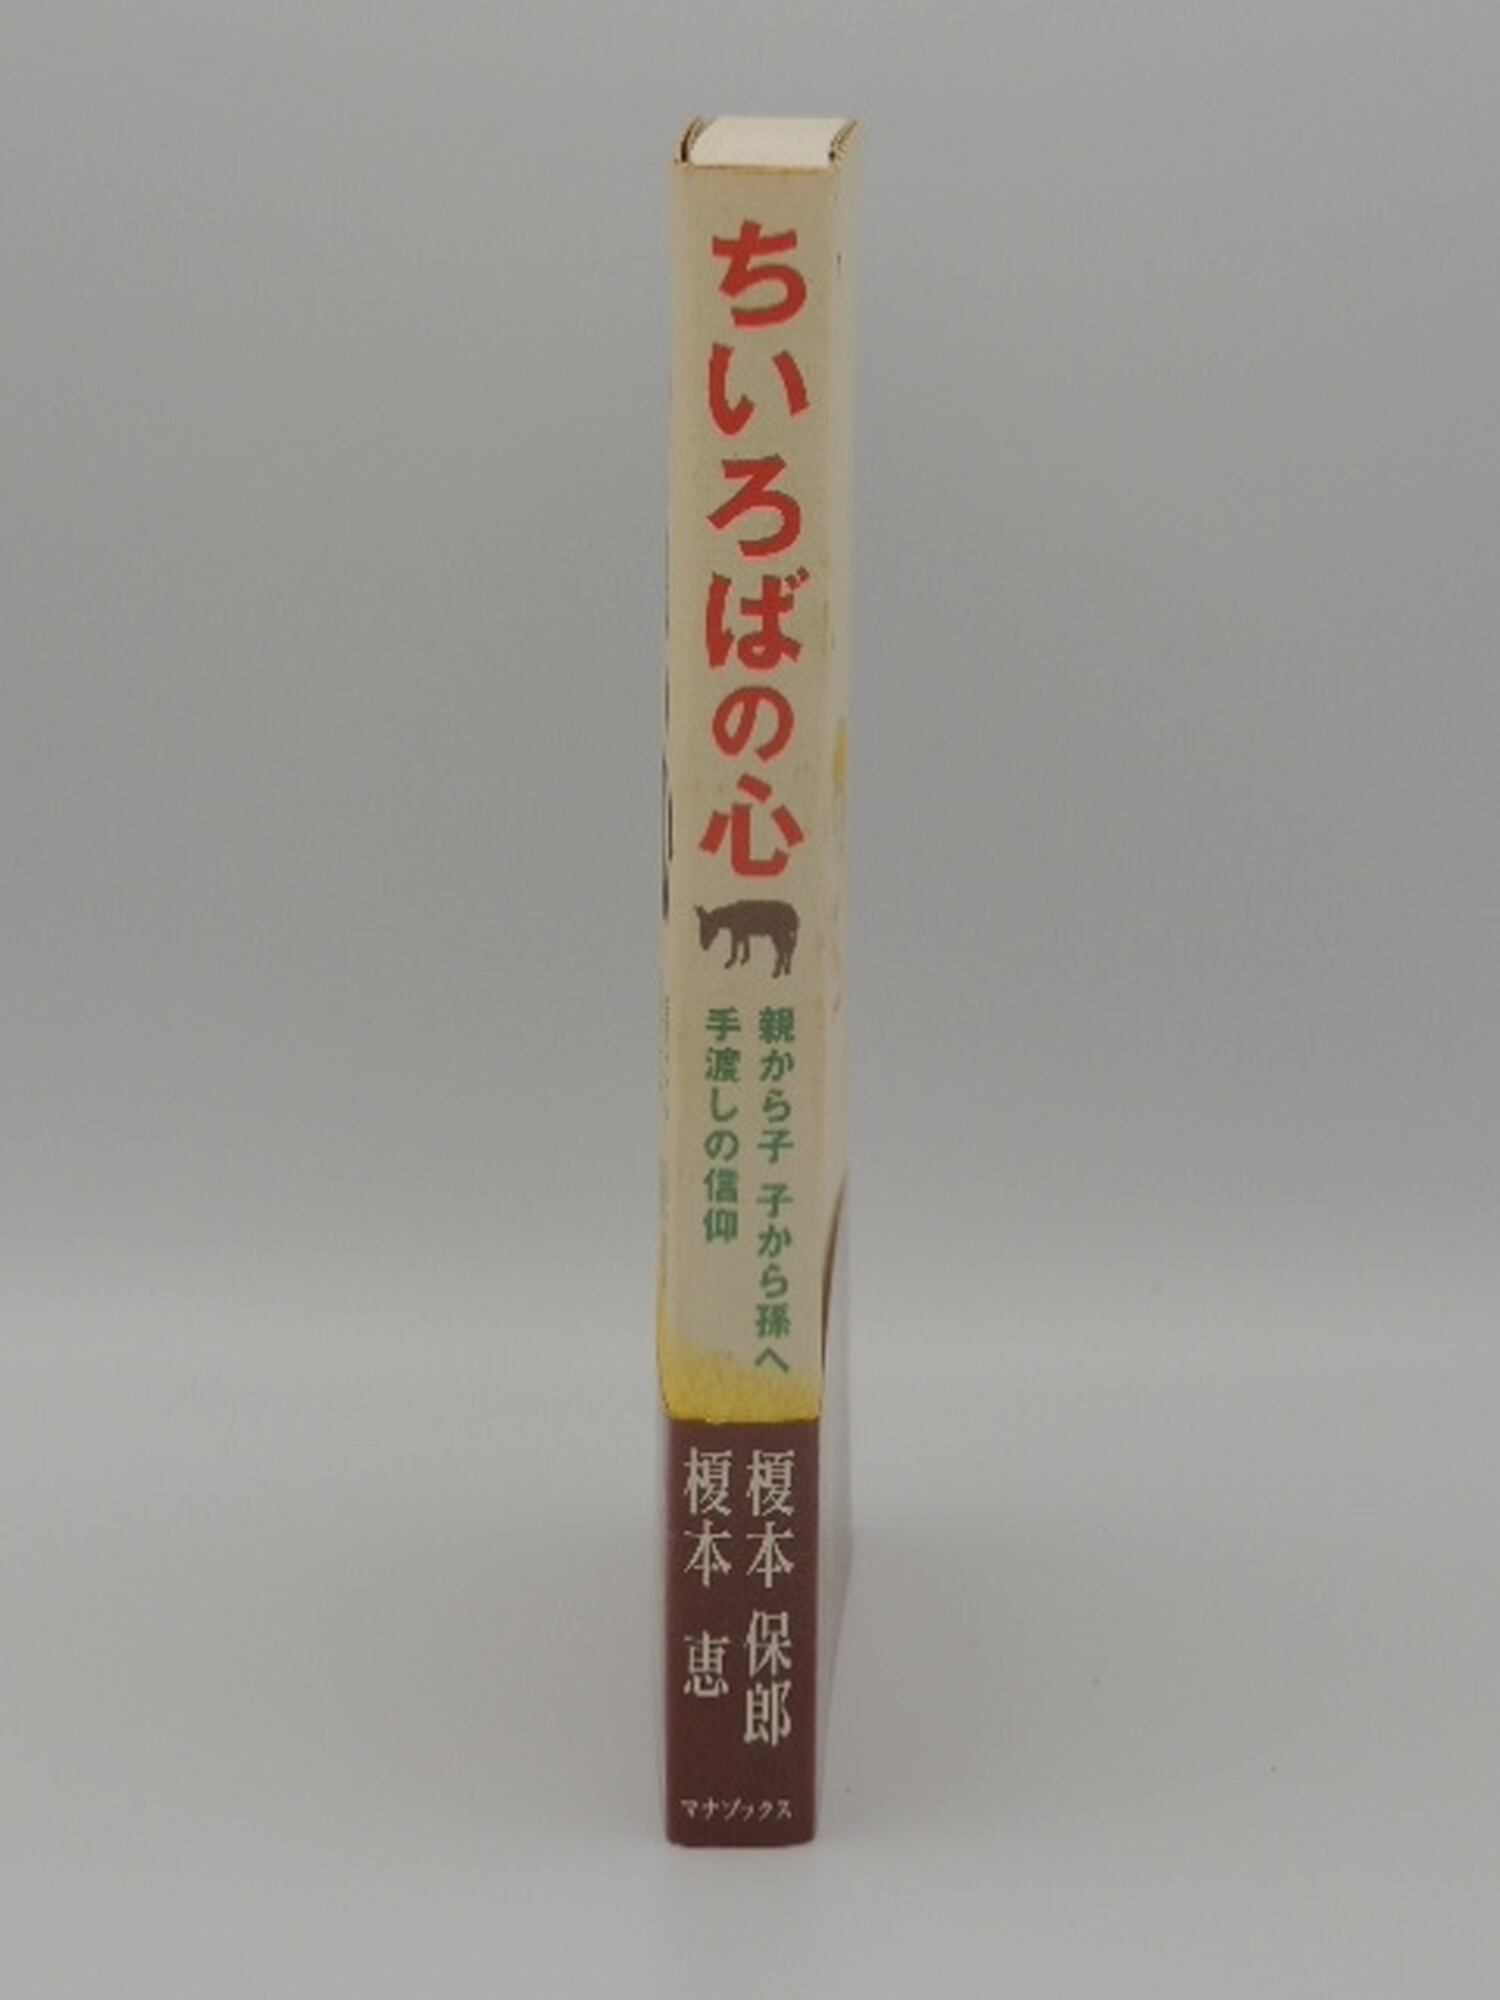 ちいろばの心
親から子 子から孫へ
手渡しの信仰
榎本 保郎
榎本 恵
マナブックス